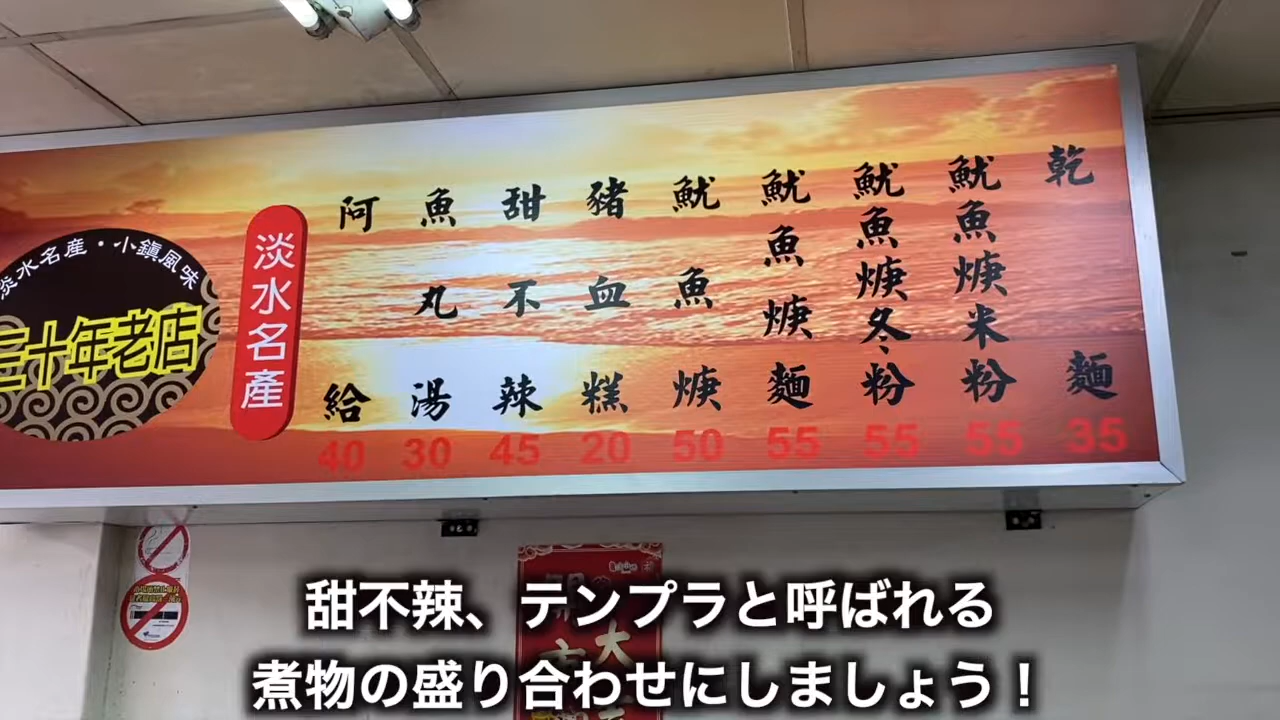 淡水名產・小鎮風味
三十年老店
淡水名產
阿給 40
魚丸湯 30
甜不辣 45
豬血糕 20
魷魚焿 50
魷魚焿麵 55
魷魚焿冬粉 55
魷魚焿米粉 55
乾麵 35
甜不辣、テンプラと呼ばれる
煮物の盛り合わせにしましょう！